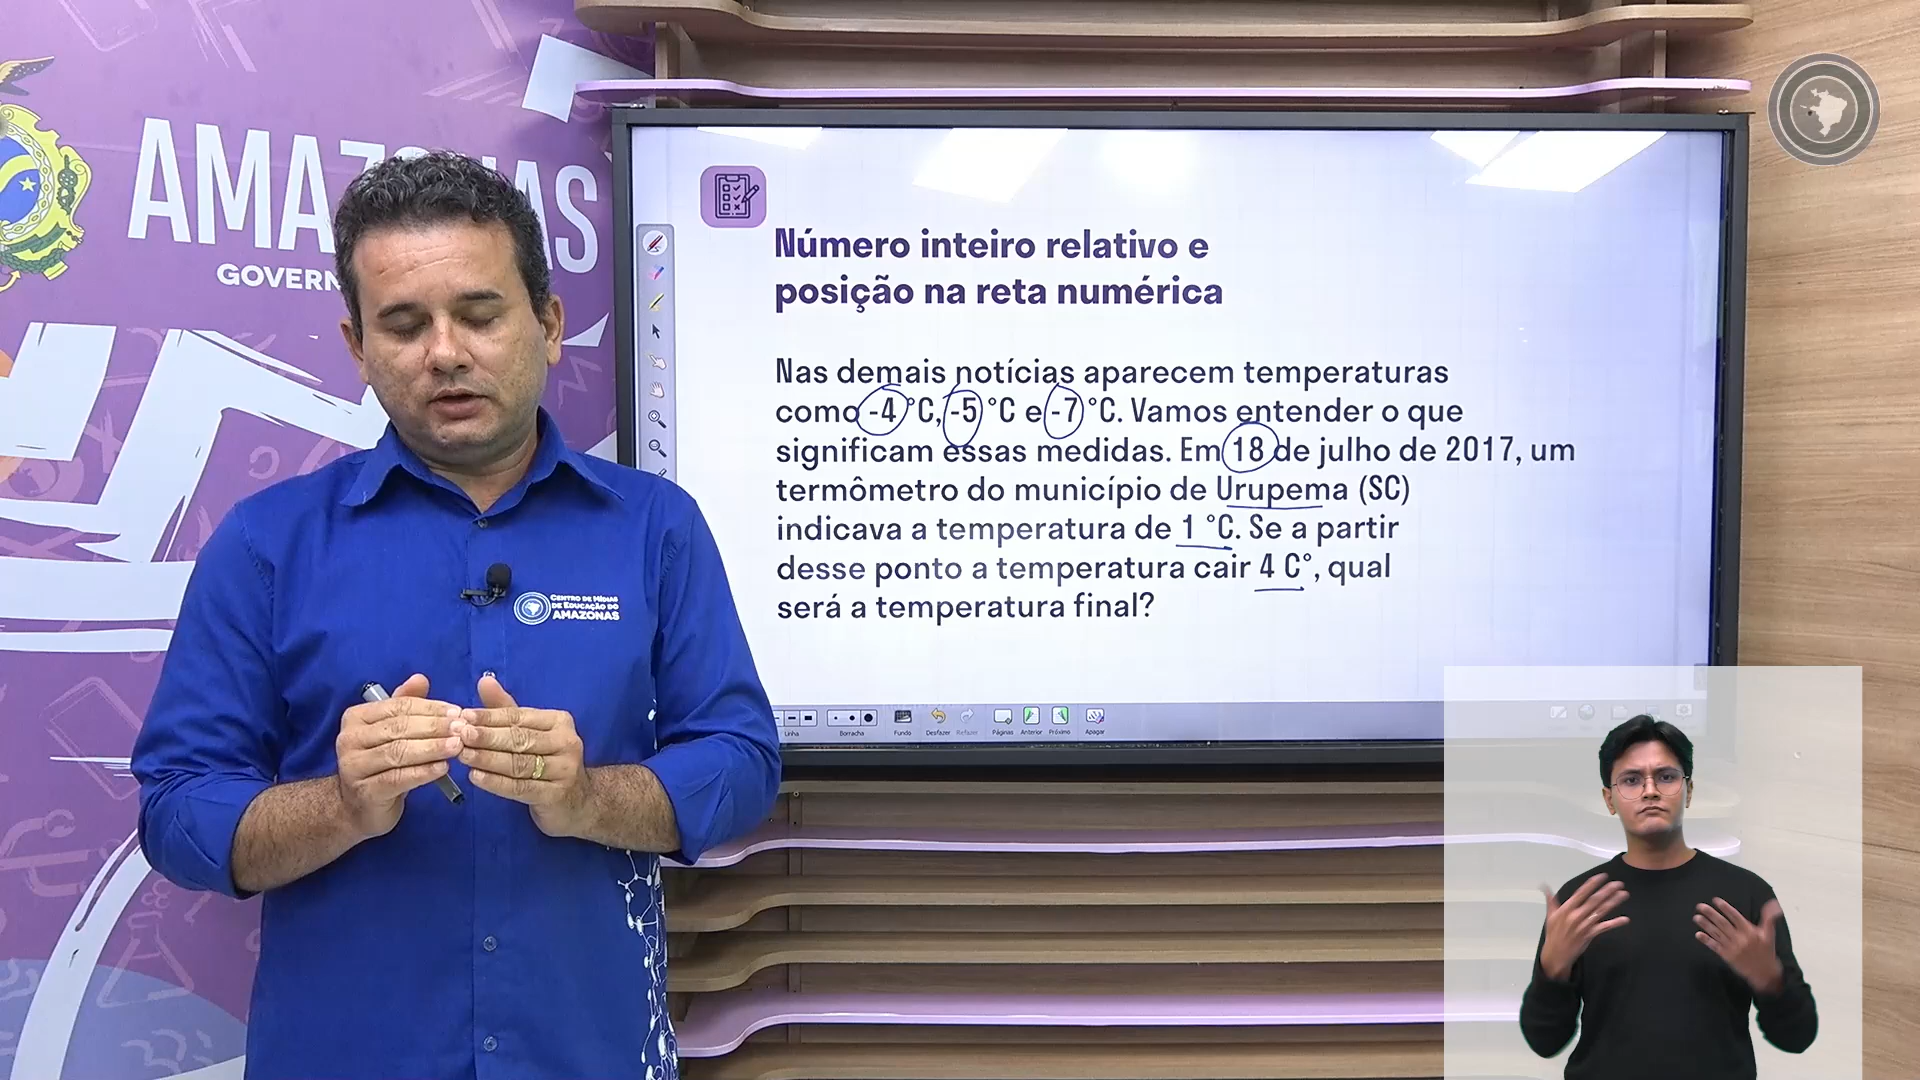 AMAZONAS
GOVERN
Número inteiro relativo e
posição na reta numérica
Nas demais notícias aparecem temperaturas
como -4 °C, -5 °C e -7 °C. Vamos entender o que
significam essas medidas. Em 18 de julho de 2017, um
termômetro do município de Urupema (SC)
indicava a temperatura de 1 °C. Se a partir
desse ponto a temperatura cair 4 C°, qual
será a temperatura final?
Linha
Borracha
Fundo
Desfazer
Refazer
Páginas
Anterior
Próximo
Apagar
CENTRO DE MÍDIAS
DE EDUCAÇÃO DO
AMAZONAS